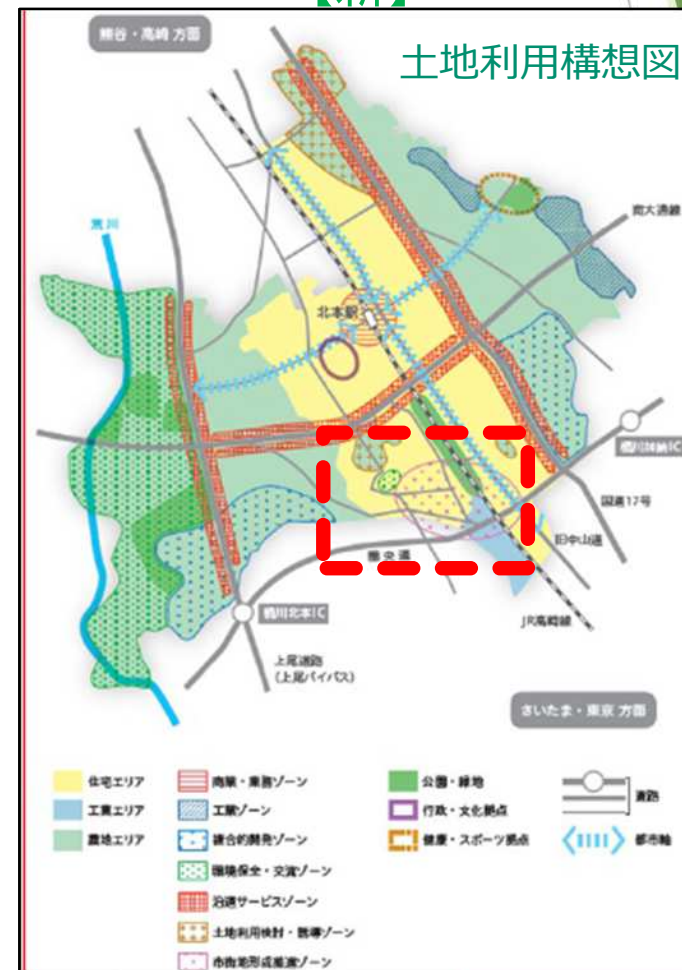 【新】
土地利用構想図
熊谷・高崎 方面
荒川
南大通線
北本駅
桶川加納IC
国道17号
旧中山道
圏央道
桶川北本IC
JR高崎線
上尾道路
(上尾バイパス)
さいたま・東京 方面
住宅エリア
工業エリア
農地エリア
商業・業務ゾーン
工業ゾーン
複合的開発ゾーン
環境保全・交流ゾーン
沿道サービスゾーン
土地利用検討・誘導ゾーン
市街地形成推進ゾーン
公園・緑地
行政・文化拠点
健康・スポーツ拠点
道路
都市軸